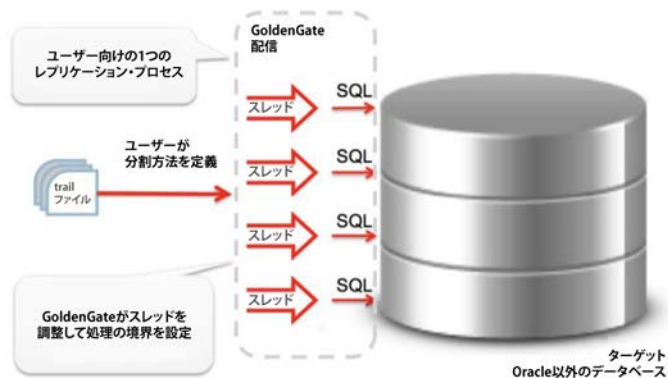 ユーザー向けの1つの
レプリケーション・プロセス
GoldenGate
配信
スレッド
SQL
ユーザーが
分割方法を定義
trail
ファイル
スレッド
SQL
スレッド
SQL
スレッド
SQL
GoldenGateがスレッドを
調整して処理の境界を設定
ターゲット
Oracle以外のデータベース